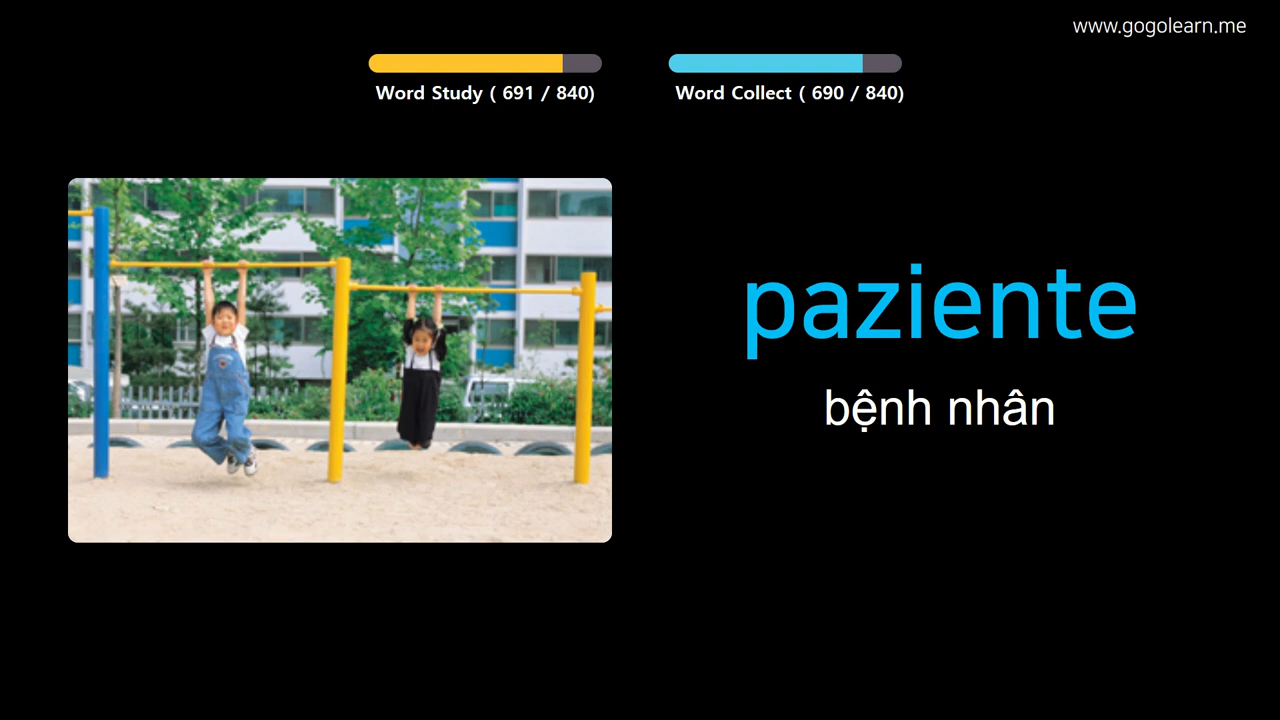 www.gogolearn.me
Word Study ( 691 / 840)
Word Collect ( 690 / 840)
paziente
bệnh nhân